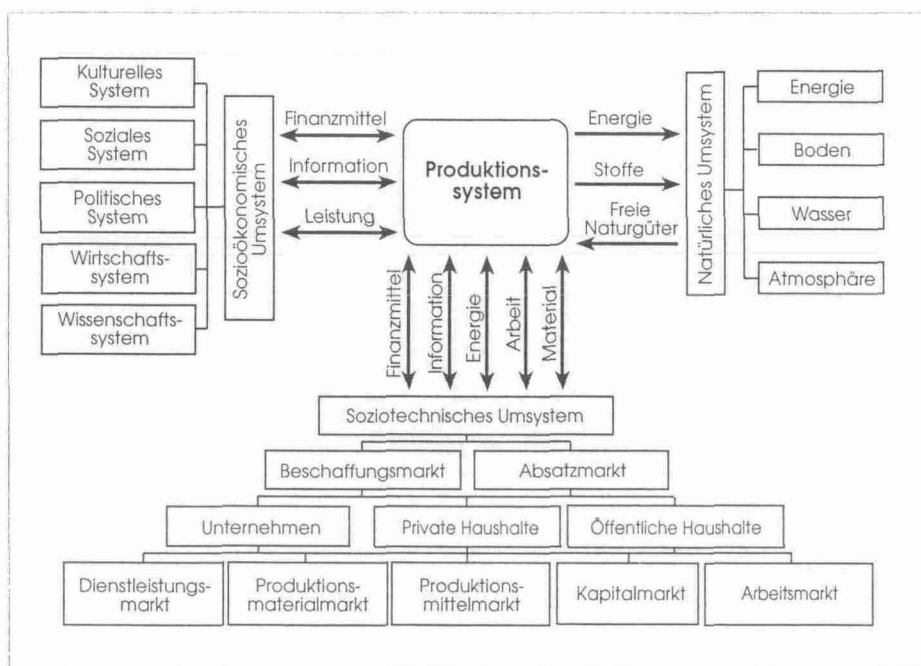 Kulturelles
System
Soziales
System
Politisches
System
Wirtschafts-
system
Wissenschafts-
system
Sozioökonomisches
Umsystem
Finanzmittel
Information
Leistung
Produktions-
system
Energie
Stoffe
Freie
Naturgüter
Natürliches Umsystem
Energie
Boden
Wasser
Atmosphäre
Finanzmittel
Information
Energie
Arbeit
Material
Soziotechnisches Umsystem
Beschaffungsmarkt
Absatzmarkt
Unternehmen
Private Haushalte
Öffentliche Haushalte
Dienstleistungs-
markt
Produktions-
materialmarkt
Produktions-
mittelmarkt
Kapitalmarkt
Arbeitsmarkt